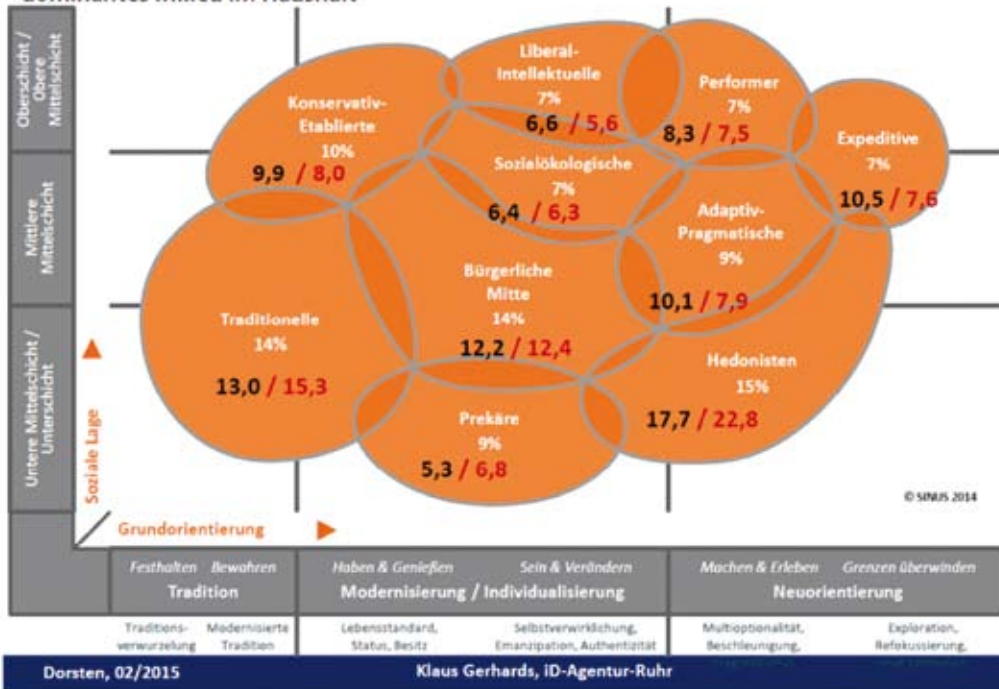 dominantes Milieu im Haushalt
Oberschicht /
Obere
Mittelschicht
Mittlere
Mittelschicht
Untere Mittelschicht /
Unterschicht
Soziale Lage
Konservativ-
Etablierte
10%
9,9 / 8,0
Liberal-
Intellektuelle
7%
6,6 / 5,6
Performer
7%
8,3 / 7,5
Expeditive
7%
10,5 / 7,6
Sozialökologische
7%
6,4 / 6,3
Adaptiv-
Pragmatische
9%
10,1 / 7,9
Bürgerliche
Mitte
14%
12,2 / 12,4
Traditionelle
14%
13,0 / 15,3
Hedonisten
15%
17,7 / 22,8
Prekäre
9%
5,3 / 6,8
© SINUS 2014
Grundorientierung
Festhalten Bewahren
Tradition
Haben & Genießen Sein & Verändern
Modernisierung / Individualisierung
Machen & Erleben Grenzen überwinden
Neuorientierung
Traditions-
verwurzelung
Modernisierte
Tradition
Lebensstandard,
Status, Besitz
Selbstverwirklichung,
Emanzipation, Authentizität
Multioptionalität,
Beschleunigung,
Exploration,
Refokussierung,
Dorsten, 02/2015
Klaus Gerhards, iD-Agentur-Ruhr